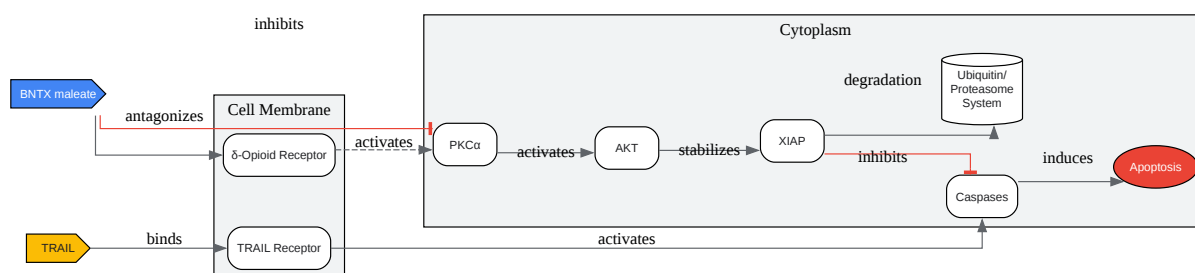 inhibits
Cytoplasm
BNTX maleate
antagonizes
Cell Membrane
δ-Opioid Receptor
activates
PKCα
activates
AKT
stabilizes
XIAP
degradation
Ubiquitin/
Proteasome
System
inhibits
Caspases
induces
Apoptosis
TRAIL
binds
TRAIL Receptor
activates